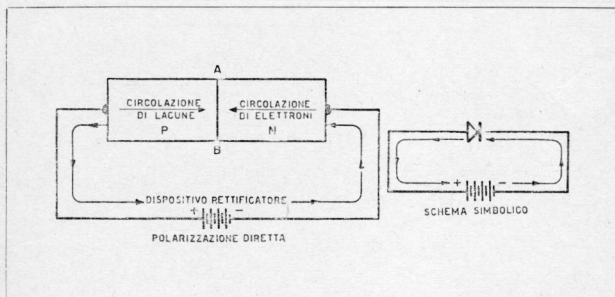 A
CIRCOLAZIONE
DI LACUNE
P
CIRCOLAZIONE
DI ELETTRONI
N
B
DISPOSITIVO RETTIFICATORE
+ −
POLARIZZAZIONE DIRETTA
+ −
SCHEMA SIMBOLICO